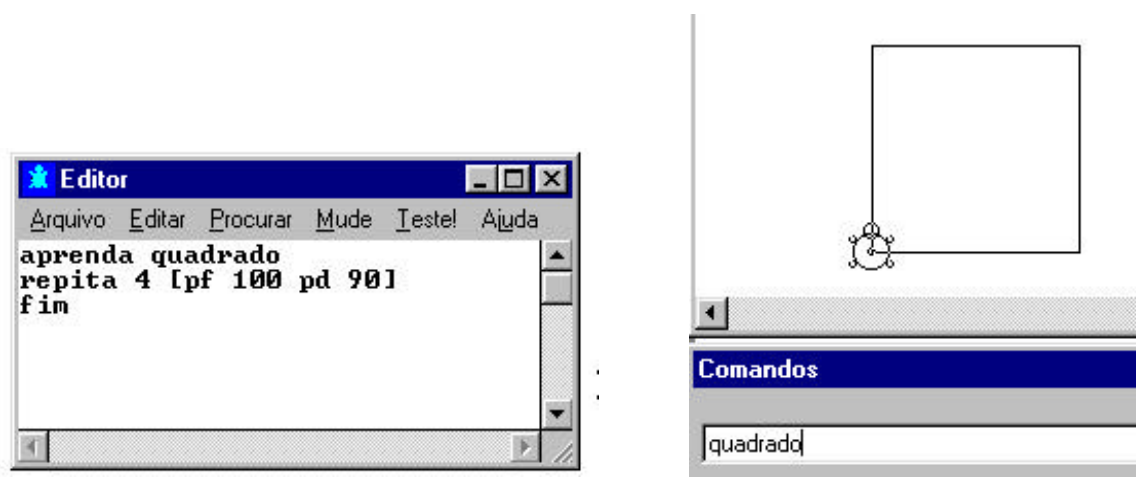 Editor
Arquivo Editar Procurar Mude Teste! Ajuda
aprenda quadrado
repita 4 [pf 100 pd 90]
fim
:
Comandos
quadrado